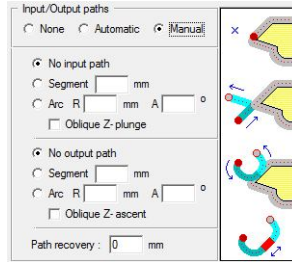 Input/Output paths
None Automatic Manual
No input path
Segment mm
Arc R mm A °
Oblique Z-plunge
No output path
Segment mm
Arc R mm A °
Oblique Z-ascent
Path recovery : 0 mm